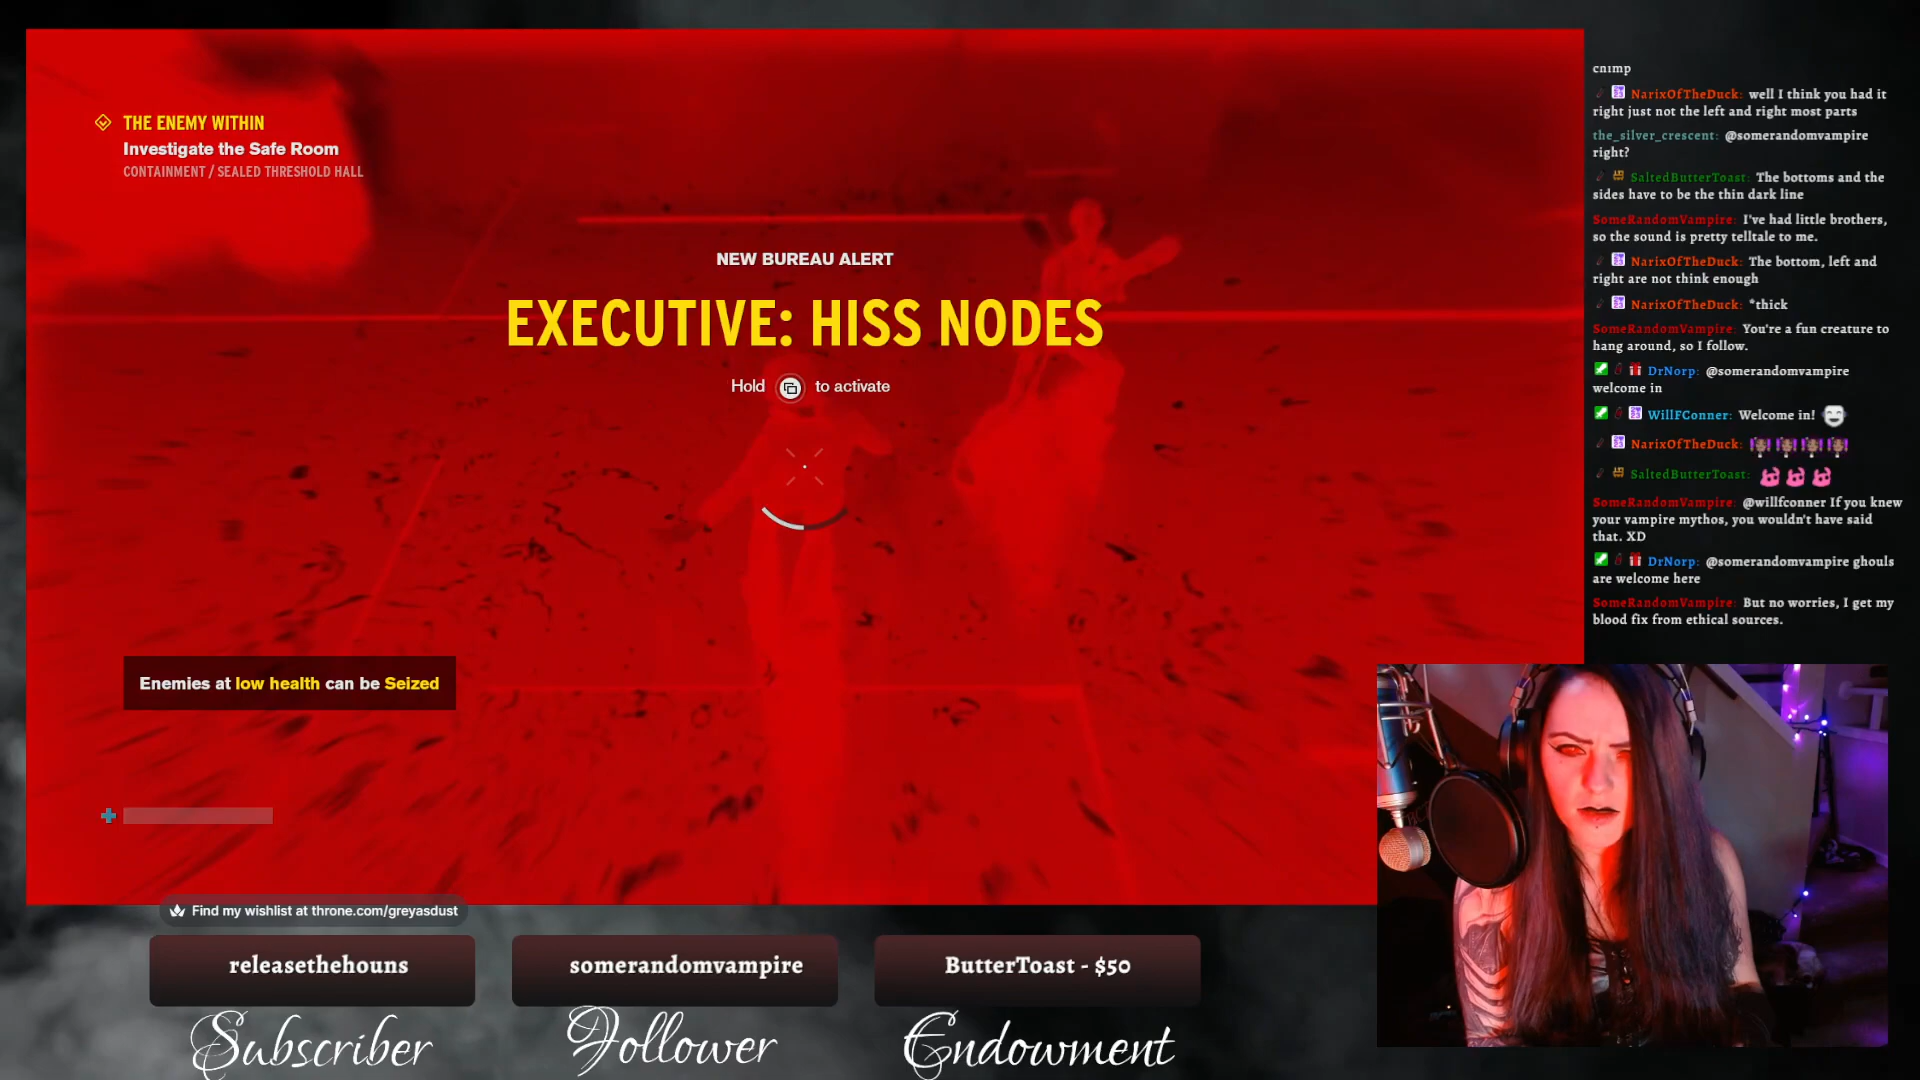 THE ENEMY WITHIN
Investigate the Safe Room
CONTAINMENT / SEALED THRESHOLD HALL
NEW BUREAU ALERT
EXECUTIVE: HISS NODES
Hold to activate
Enemies at low health can be Seized
Find my wishlist at throne.com/greyasdust
releasethehouns
somerandomvampire
ButterToast - $50
Subscriber
Follower
Endowment
NarixOfTheDuck: well I think you had it
right just not the left and right most parts
the_silver_crescent: @somerandomvampire
right?
SaltedButterToast: The bottoms and the
sides have to be the thin dark line
SomeRandomVampire: I've had little brothers,
so the sound is pretty telltale to me.
NarixOfTheDuck: The bottom, left and
right are not think enough
NarixOfTheDuck: *thick
SomeRandomVampire: You're a fun creature to
hang around, so I follow.
DrNorp: @somerandomvampire
welcome in
WillFConner: Welcome in!
NarixOfTheDuck:
SaltedButterToast:
SomeRandomVampire: @willfconner If you knew
your vampire mythos, you wouldn't have said
that. XD
DrNorp: @somerandomvampire ghouls
are welcome here
SomeRandomVampire: But no worries, I get my
blood fix from ethical sources.